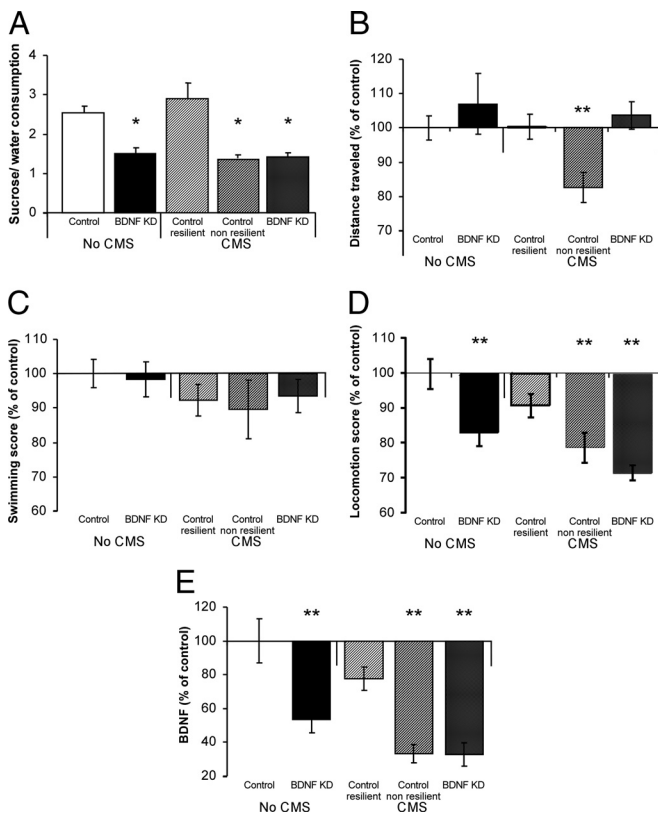 A
Sucrose/ water consumption
4
3
2
1
0
*
*
*
Control
BDNF KD
Control resilient
Control non resilient
BDNF KD
No CMS
CMS
B
Distance traveled (% of control)
120
110
100
90
80
70
**
Control
BDNF KD
Control resilient
Control non resilient
BDNF KD
No CMS
CMS
C
Swimming score (% of control)
110
100
90
80
70
60
Control
BDNF KD
Control resilient
Control non resilient
BDNF KD
No CMS
CMS
D
Locomotion score (% of control)
110
100
90
80
70
60
**
**
**
Control
BDNF KD
Control resilient
Control non resilient
BDNF KD
No CMS
CMS
E
BDNF (% of control)
120
100
80
60
40
20
**
**
**
Control
BDNF KD
Control resilient
Control non resilient
BDNF KD
No CMS
CMS